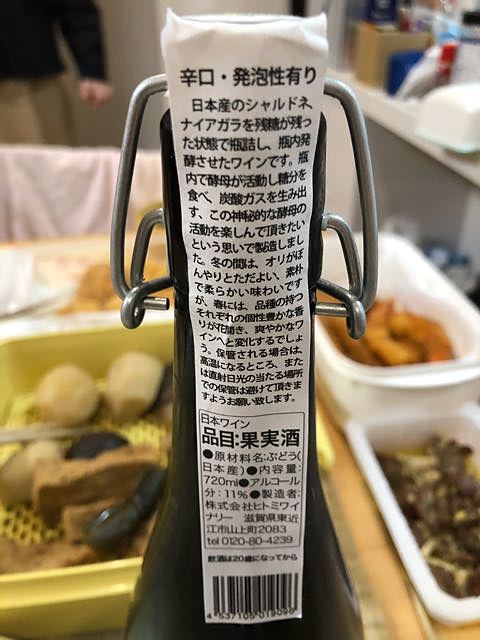 辛口・発泡性有り
日本産のシャルドネ、
ナイアガラを残糖が残っ
た状態で瓶詰し、瓶内発
酵させたワインです。瓶
内で酵母が活動し糖分を
食べ、炭酸ガスを生み出
す、この神秘的な酵母の
活動を楽しんで頂きたい
という思いで製造しまし
た。冬の間は、オリがぼ
んやりとただよい、素朴
で柔らかい味わいです
が、春には、品種の持つ
それぞれの個性豊かな香
りが花開き、爽やかなワ
インへと変化するでしょ
う。保管される場合は、
高温になるところ、また
は直射日光の当たる場所
での保管は避けて頂きま
すようお願い致します。
日本ワイン
品目:果実酒
●原材料名:ぶどう(
日本産)●内容量:
720ml●アルコール
分:11%●製造者:
株式会社ヒトミワイ
ナリー 滋賀県東近
江市山上町2083
tel 0120-80-4239
飲酒は20歳になってから
4537105019096